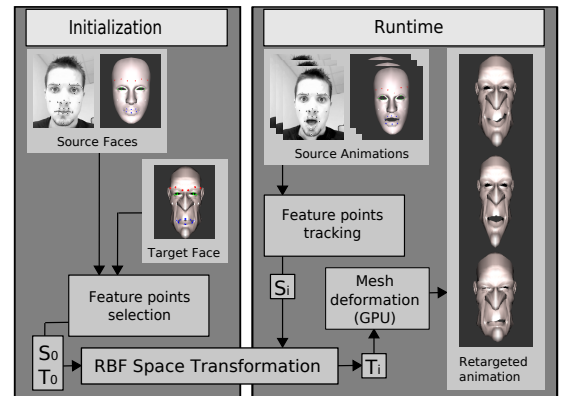 Initialization
Source Faces
Target Face
Feature points
selection
S₀
T₀
RBF Space Transformation
Runtime
Source Animations
Feature points
tracking
Sᵢ
Mesh
deformation
(GPU)
Tᵢ
Retargeted
animation